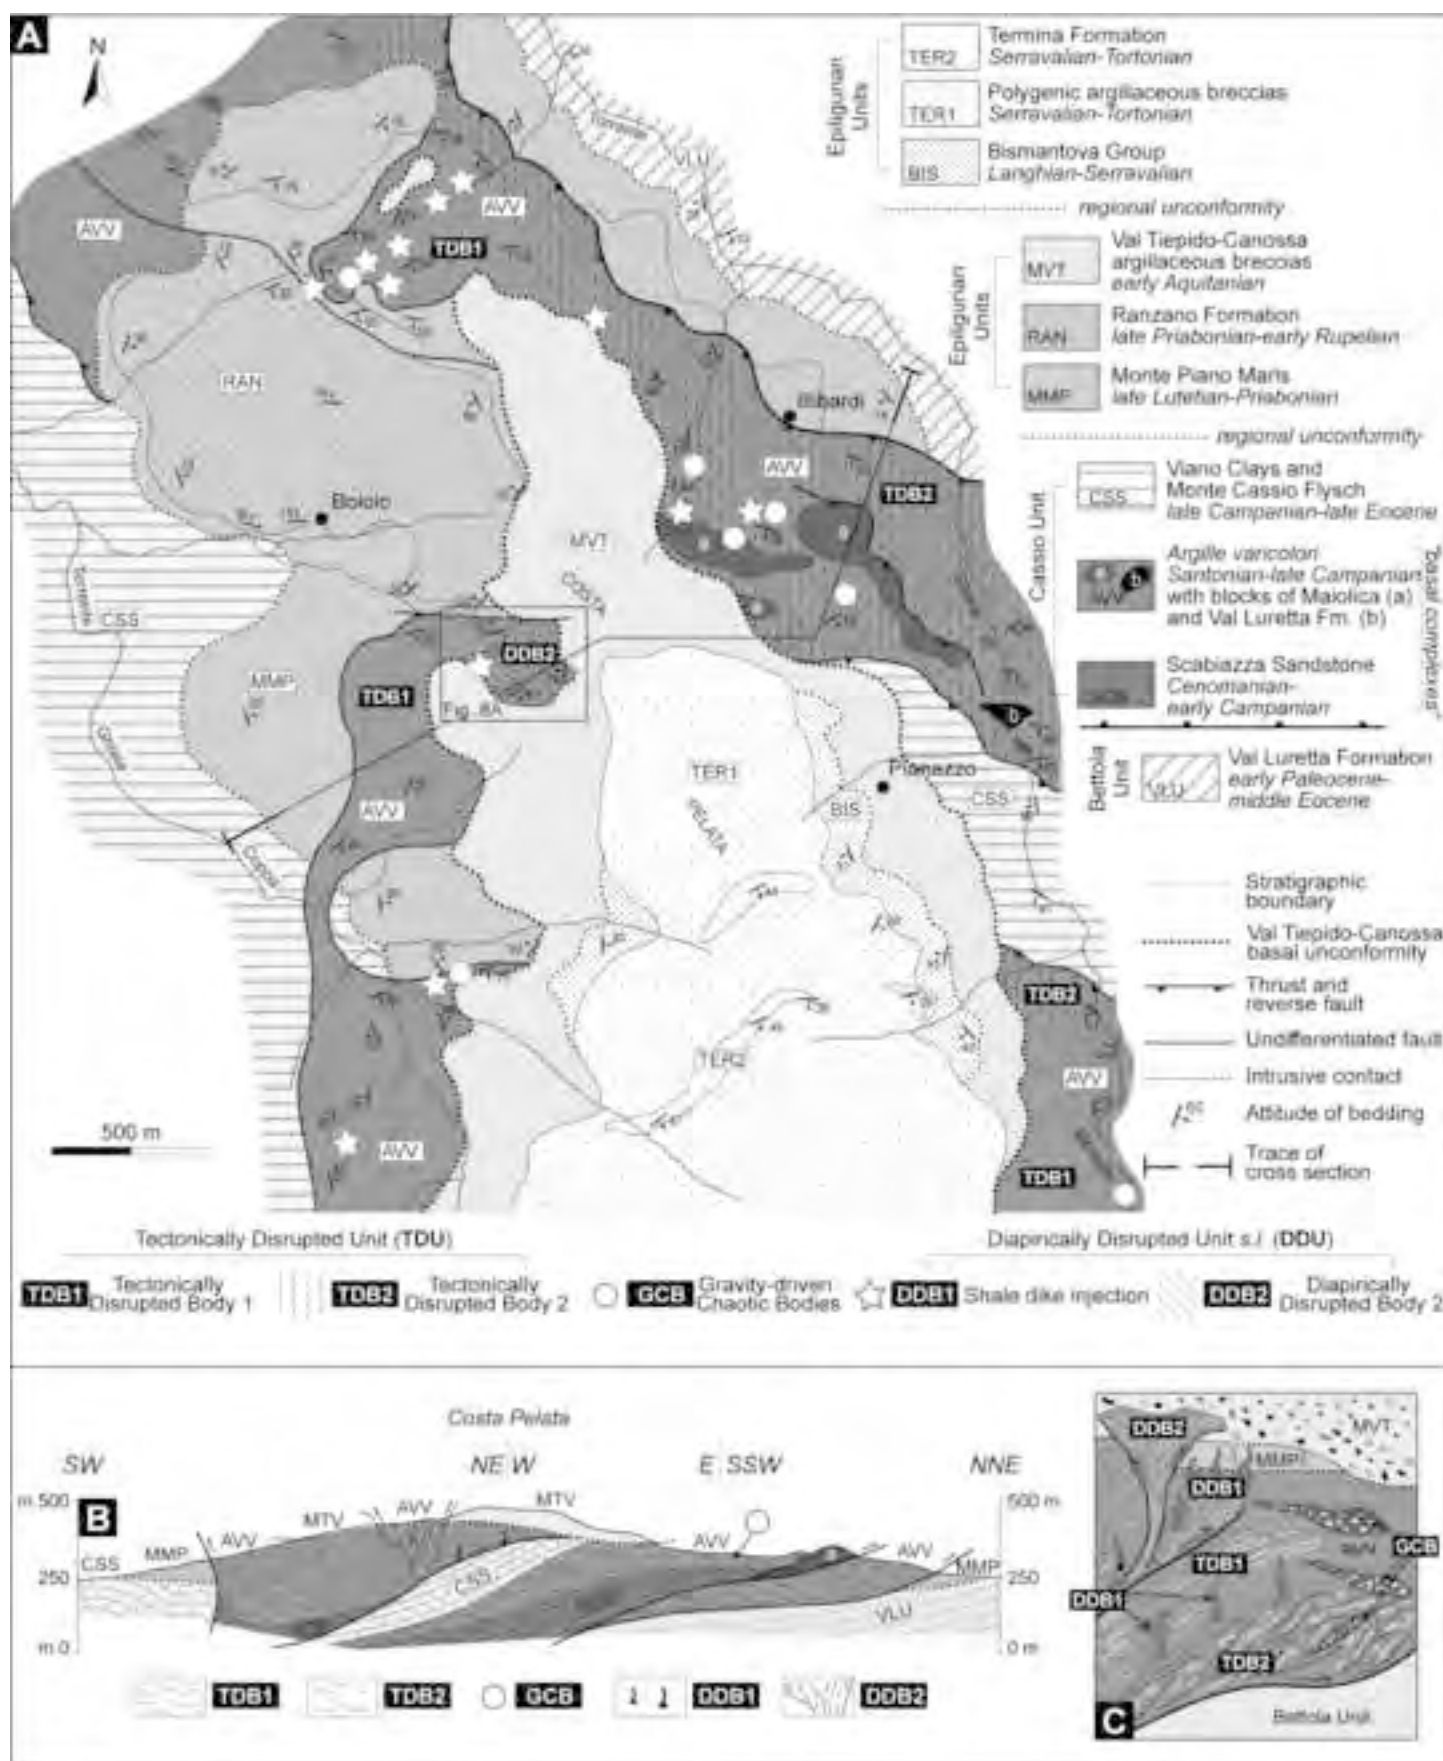 A
N
TER2
Termina Formation
Serravalian-Tortonian
TER1
Polygenic argillaceous breccias
Serravalian-Tortonian
BIS
Bismantova Group
Langhian-Serravalian
Epiligurian
Units
regional unconformity
MVT
Val Tiepido-Canossa
argillaceous breccias
early Aquitanian
RAN
Ranzano Formation
late Priabonian-early Rupelian
MMP
Monte Piano Marls
late Lutetian-Priabonian
Epiligurian
Units
regional unconformity
CSS
Viano Clays and
Monte Cassio Flysch
late Campanian-late Eocene
b
Argille varicolori
Santonian-late Campanian
with blocks of Maiolica (a)
and Val Luretta Fm. (b)
Scabiazza Sandstone
Cenomanian-
early Campanian
Cassio Unit
"basal complexes"
VLU
Val Luretta Formation
early Paleocene-
middle Eocene
Bettola
Unit
Stratigraphic
boundary
Val Tiepido-Canossa
basal unconformity
Thrust and
reverse fault
Undifferentiated fault
Intrusive contact
Attitude of bedding
Trace of
cross section
Torrente
VLU
AVV
AVV
TDB1
RAN
Bibardi
AVV
TDB2
Boiolo
MVT
COSTA
Torrente
CSS
MMP
TDB1
DDB2
Fig. 8A
b
TER1
PELATA
Pianazzo
CSS
BIS
AVV
TDB2
TER2
AVV
AVV
TDB1
500 m
Tectonically Disrupted Unit (TDU)
Diapirically Disrupted Unit s.l. (DDU)
TDB1 Tectonically Disrupted Body 1
TDB2 Tectonically Disrupted Body 2
GCB Gravity-driven Chaotic Bodies
DDB1 Shale dike injection
DDB2 Diapirically Disrupted Body 2
Costa Pelata
SW NE W E SSW NNE
m 500
B
500 m
CSS MMP AVV MTV AVV MTV AVV AVV MMP
CSS
250
250
VLU
m 0
0 m
TDB1 TDB2 GCB DDB1 DDB2
DDB2
MVT
MMP
DDB1
GCB
TDB1
DDB1
TDB2
C
Bettola Unit